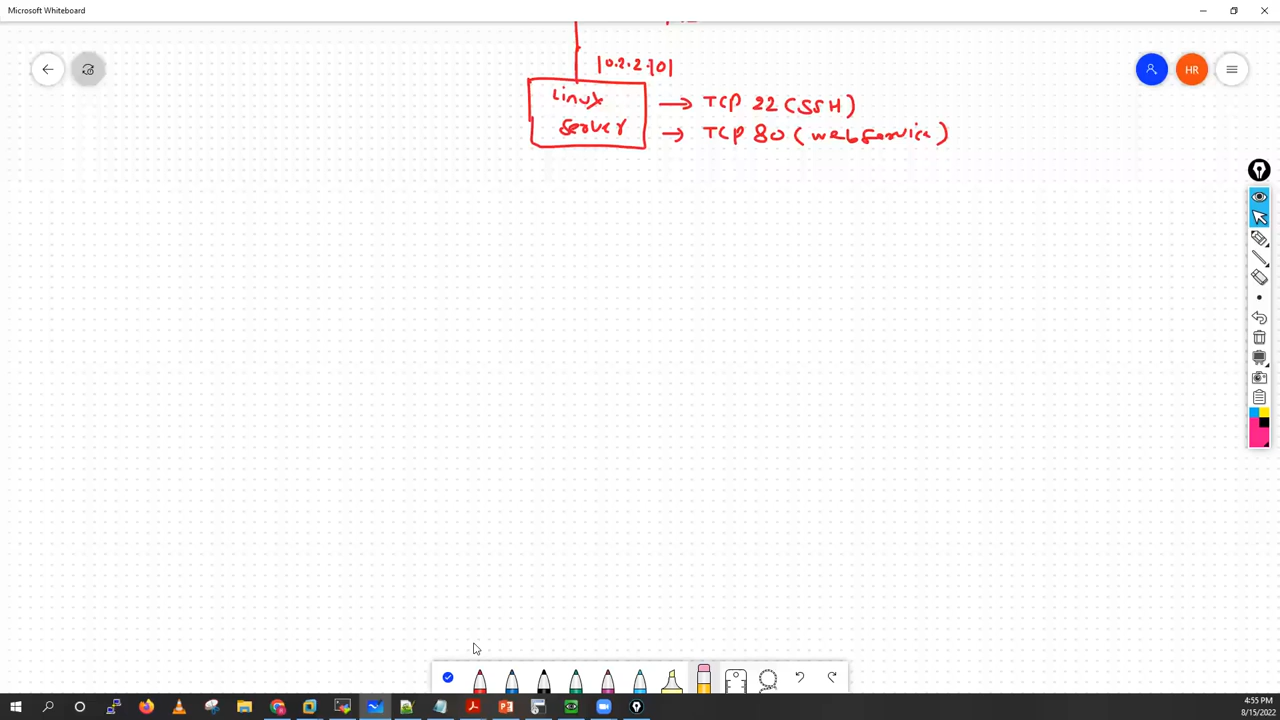 Microsoft Whiteboard
10.2.2.101
Linux
Server
→ TCP 22 (SSH)
→ TCP 80 (webservice)
HR
4:55 PM
8/15/2022